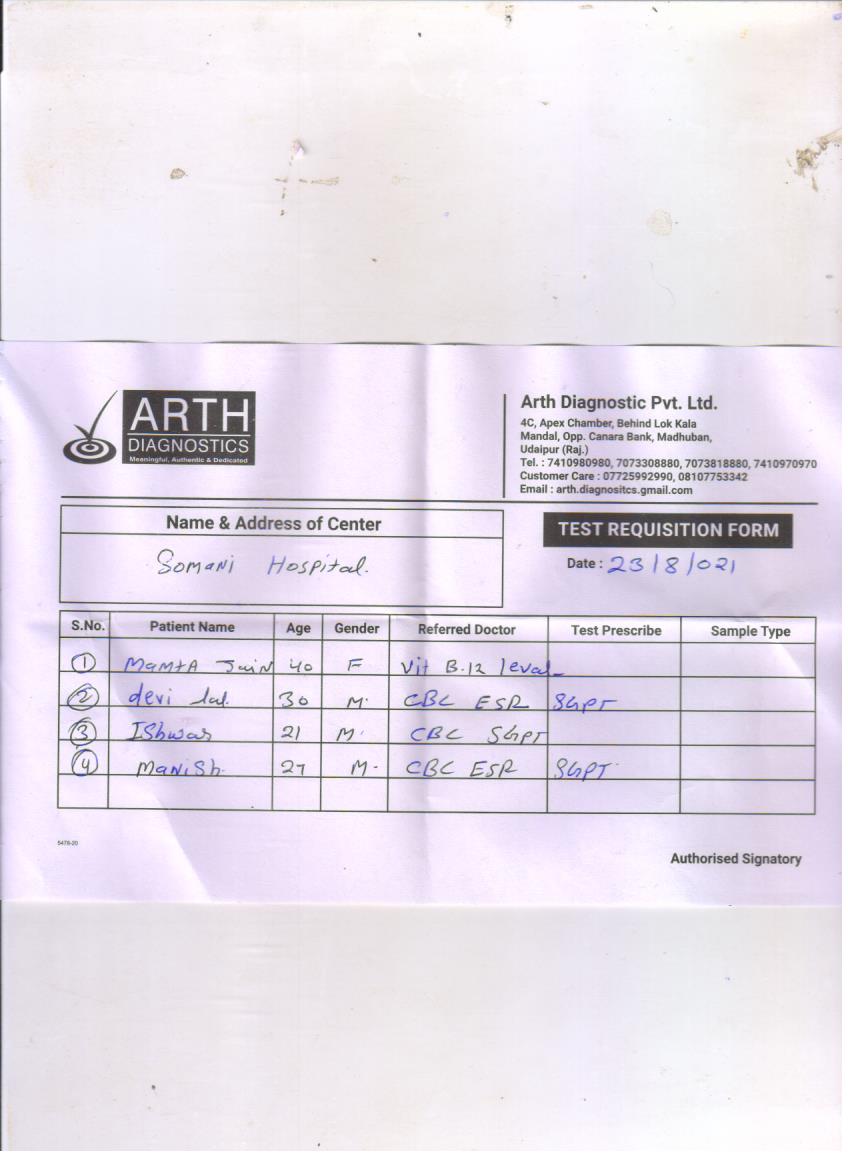 ARTH
DIAGNOSTICS
Meaningful, Authentic & Dedicated
Arth Diagnostic Pvt. Ltd.
4C, Apex Chamber, Behind Lok Kala
Mandal, Opp. Canara Bank, Madhuban,
Udaipur (Raj.)
Tel. : 7410980980, 7073308880, 7073818880, 7410970970
Customer Care : 07725992990, 08107753342
Email : arth.diagnositcs.gmail.com
Name & Address of Center
Somani Hospital.
TEST REQUISITION FORM
Date : 23/8/021
S.No. Patient Name Age Gender Referred Doctor Test Prescribe Sample Type
1 Mamta Jain 40 F Vit B.12 leval
2 devi lal. 30 M. CBC ESR SGPT
3 Ishwar 21 M. CBC SGPT
4 Manish. 27 M. CBC ESR SGPT
5478-20
Authorised Signatory